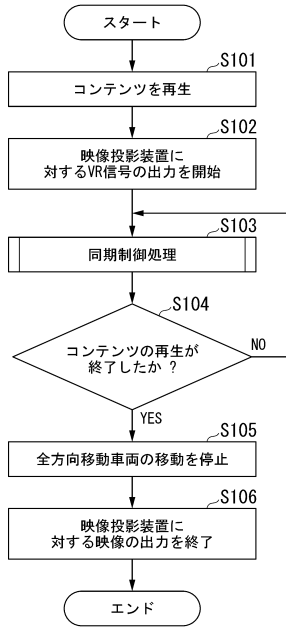 スタート
S101
コンテンツを再生
S102
映像投影装置に
対するVR信号の出力を開始
S103
同期制御処理
S104
コンテンツの再生が
終了したか ?
NO
YES
S105
全方向移動車両の移動を停止
S106
映像投影装置に
対する映像の出力を終了
エンド